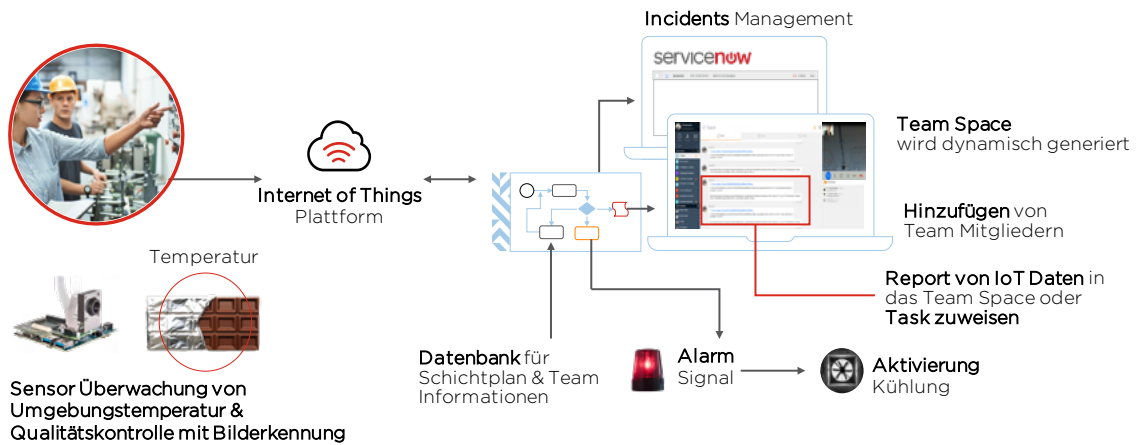 Incidents Management
servicenow
Team Space
wird dynamisch generiert
Internet of Things
Plattform
Hinzufügen von
Team Mitgliedern
Temperatur
Report von IoT Daten in
das Team Space oder
Task zuweisen
Datenbank für
Schichtplan & Team
Informationen
Alarm
Signal
Aktivierung
Kühlung
Sensor Überwachung von
Umgebungstemperatur &
Qualitätskontrolle mit Bilderkennung